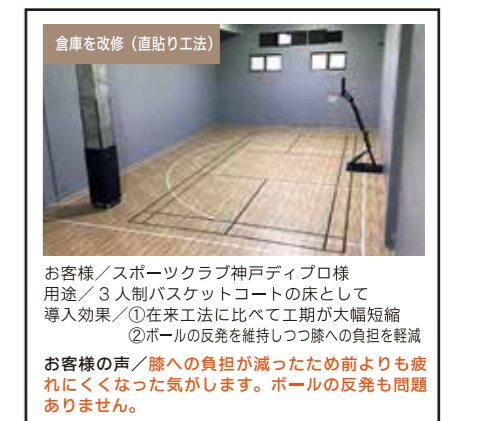 倉庫を改修（直貼り工法）
お客様／スポーツクラブ神戸ディプロ様
用途／3人制バスケットコートの床として
導入効果／①在来工法に比べて工期が大幅短縮
②ボールの反発を維持しつつ膝への負担を軽減
お客様の声／膝への負担が減ったため前よりも疲
れにくくなった気がします。ボールの反発も問題
ありません。